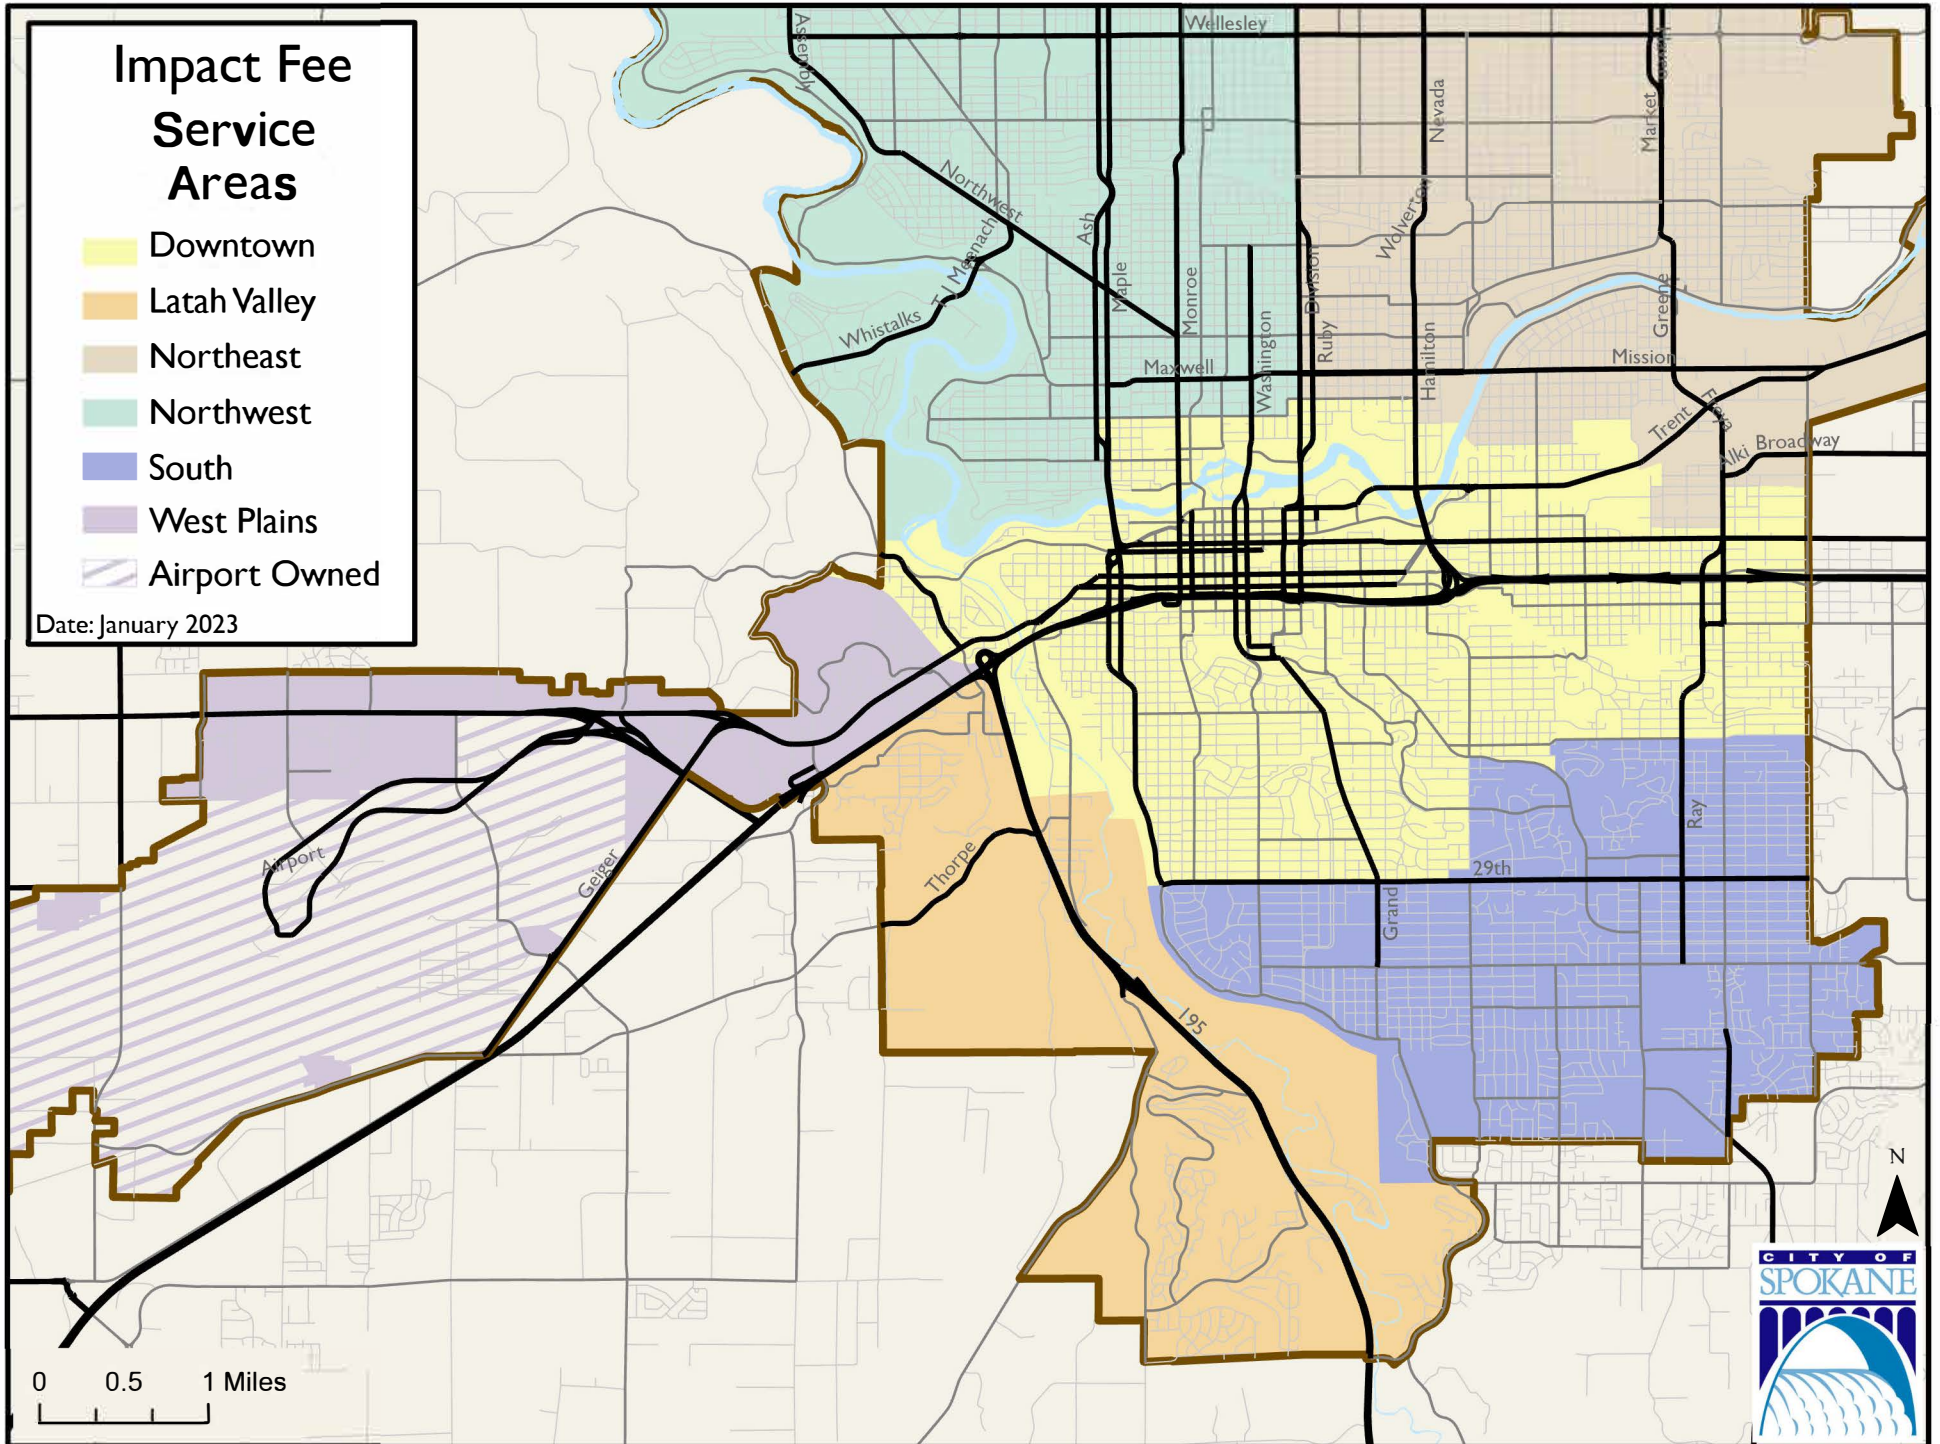 Impact Fee
Service
Areas
Downtown
Latah Valley
Northeast
Northwest
South
West Plains
Airport Owned
Date: January 2023
Assembly
Wellesley
Nevada
Market
Northwest
T J Meenach
Whistalks
Ash
Maple
Monroe
Maxwell
Washington
Division
Ruby
Wolverton
Hamilton
Greene
Mission
Trent
Freya
Alki
Broadway
Airport
Geiger
Thorpe
195
29th
Grand
Ray
N
CITY OF
SPOKANE
0 0.5 1 Miles